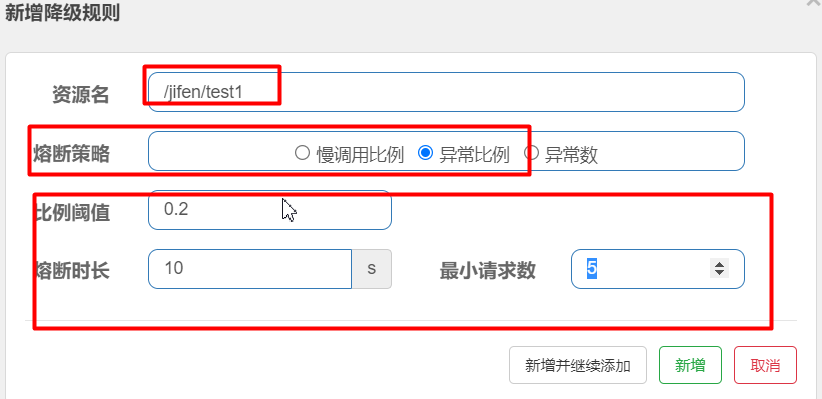 新增降级规则
资源名 /jifen/test1
熔断策略 慢调用比例 异常比例 异常数
比例阈值 0.2
熔断时长 10 s 最小请求数 5
新增并继续添加 新增 取消